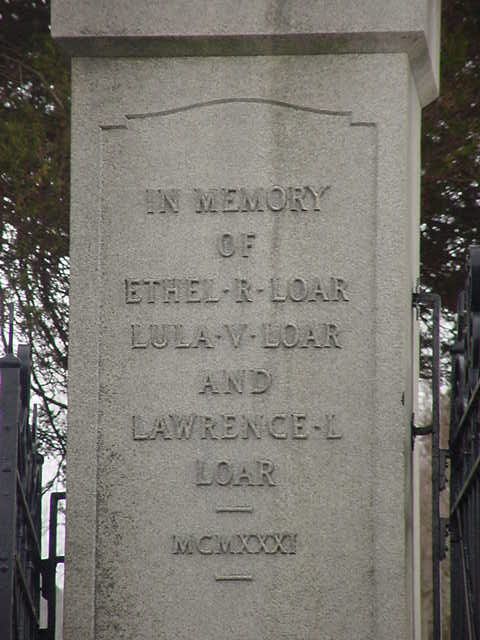 IN MEMORY
OF
ETHEL·R·LOAR
LULA·V·LOAR
AND
LAWRENCE·L
LOAR
MCMXXXI